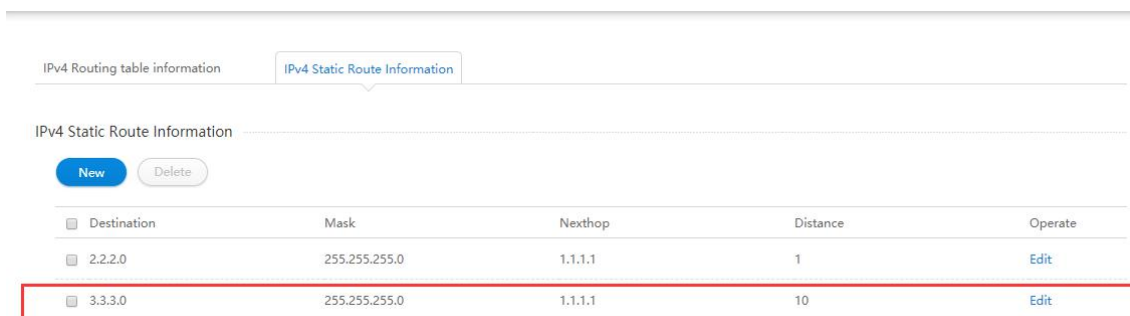 IPv4 Routing table information IPv4 Static Route Information
IPv4 Static Route Information
New Delete
Destination Mask Nexthop Distance Operate
2.2.2.0 255.255.255.0 1.1.1.1 1 Edit
3.3.3.0 255.255.255.0 1.1.1.1 10 Edit